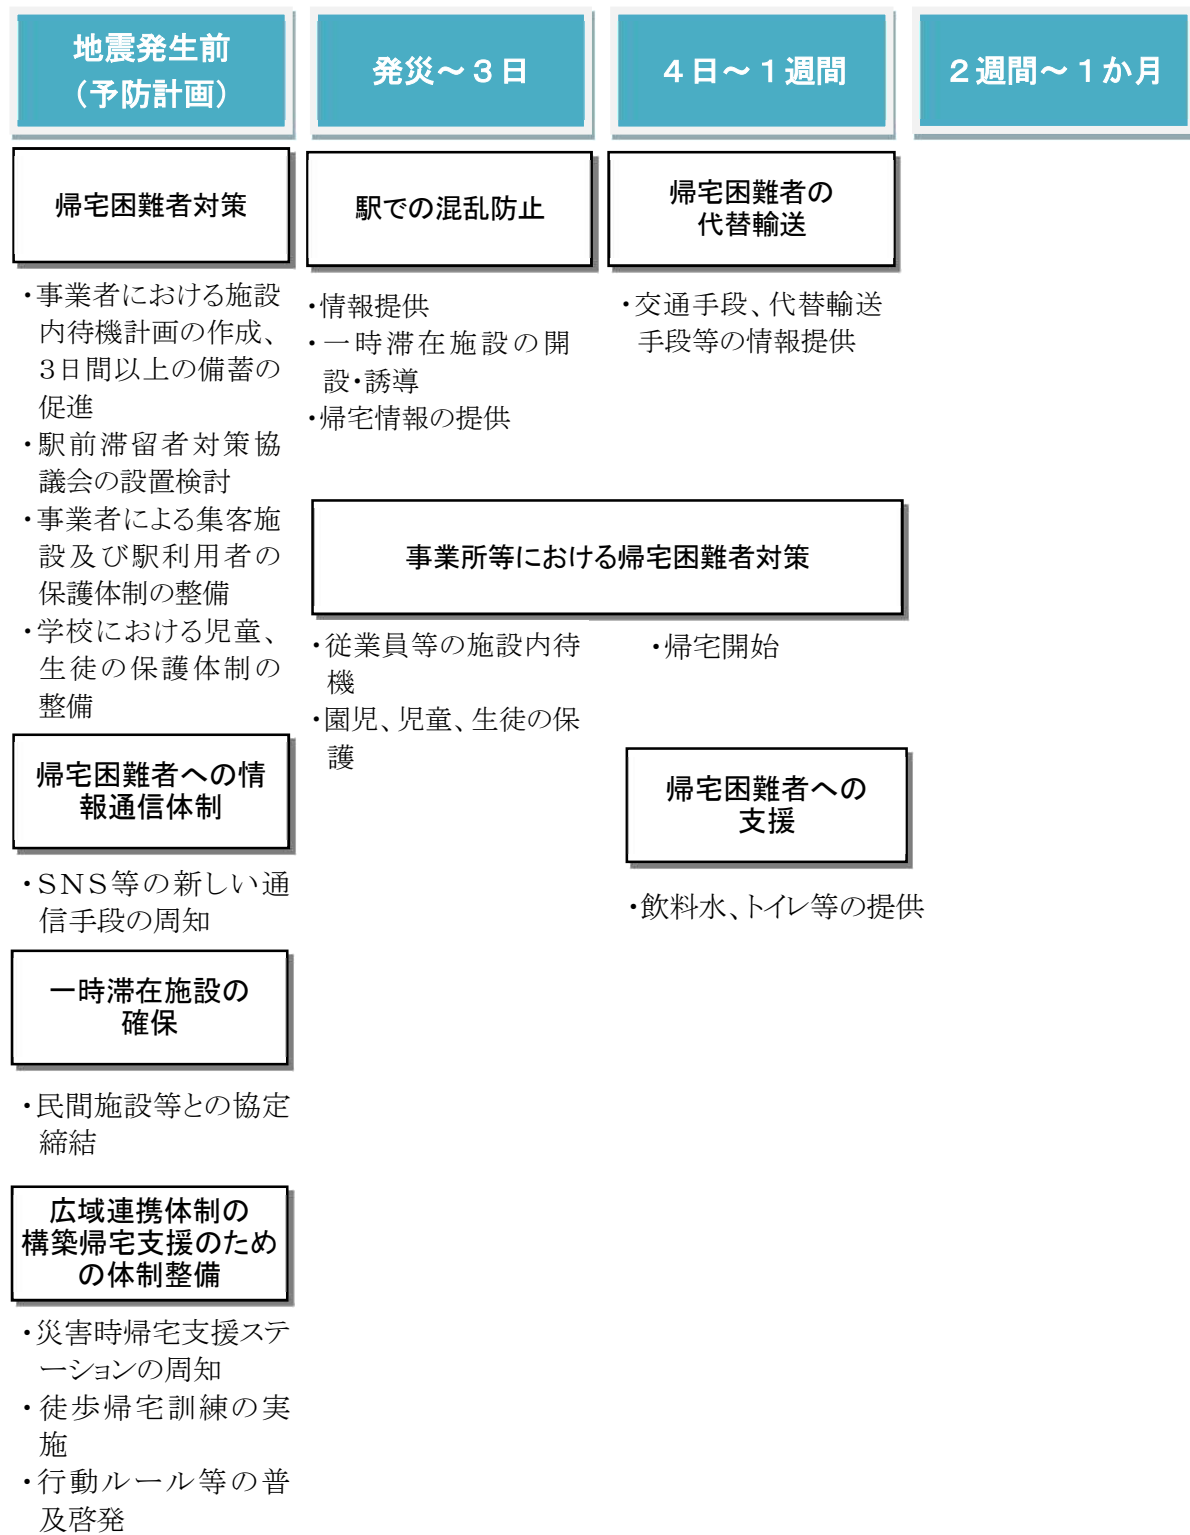 地震発生前
（予防計画）
発災～３日
４日～１週間
２週間～１か月
帰宅困難者対策
・事業者における施設
内待機計画の作成、
3日間以上の備蓄の
促進
・駅前滞留者対策協
議会の設置検討
・事業者による集客施
設及び駅利用者の
保護体制の整備
・学校における児童、
生徒の保護体制の
整備
帰宅困難者への情
報通信体制
・SNS等の新しい通
信手段の周知
一時滞在施設の
確保
・民間施設等との協定
締結
広域連携体制の
構築帰宅支援のため
の体制整備
・災害時帰宅支援ステ
ーションの周知
・徒歩帰宅訓練の実
施
・行動ルール等の普
及啓発
駅での混乱防止
・情報提供
・一時滞在施設の開
設・誘導
・帰宅情報の提供
帰宅困難者の
代替輸送
・交通手段、代替輸送
手段等の情報提供
事業所等における帰宅困難者対策
・従業員等の施設内待
機
・園児、児童、生徒の保
護
・帰宅開始
帰宅困難者への
支援
・飲料水、トイレ等の提供